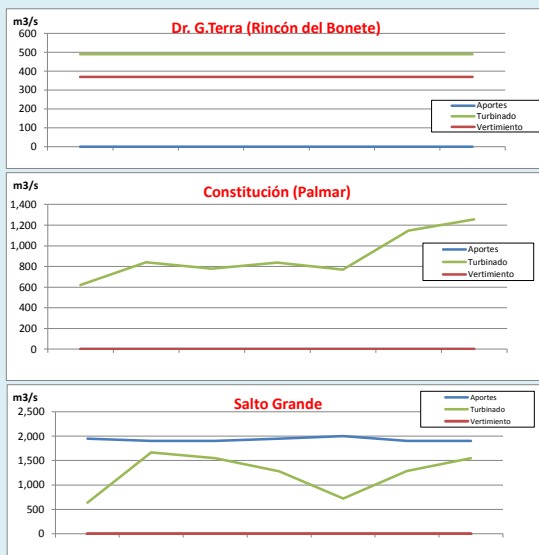 m3/s
Dr. G.Terra (Rincón del Bonete)
600
500
400
300
200
100
0
Aportes
Turbinado
Vertimiento
m3/s
Constitución (Palmar)
1,400
1,200
1,000
800
600
400
200
0
Aportes
Turbinado
Vertimiento
m3/s
Salto Grande
2,500
2,000
1,500
1,000
500
0
Aportes
Turbinado
Vertimiento